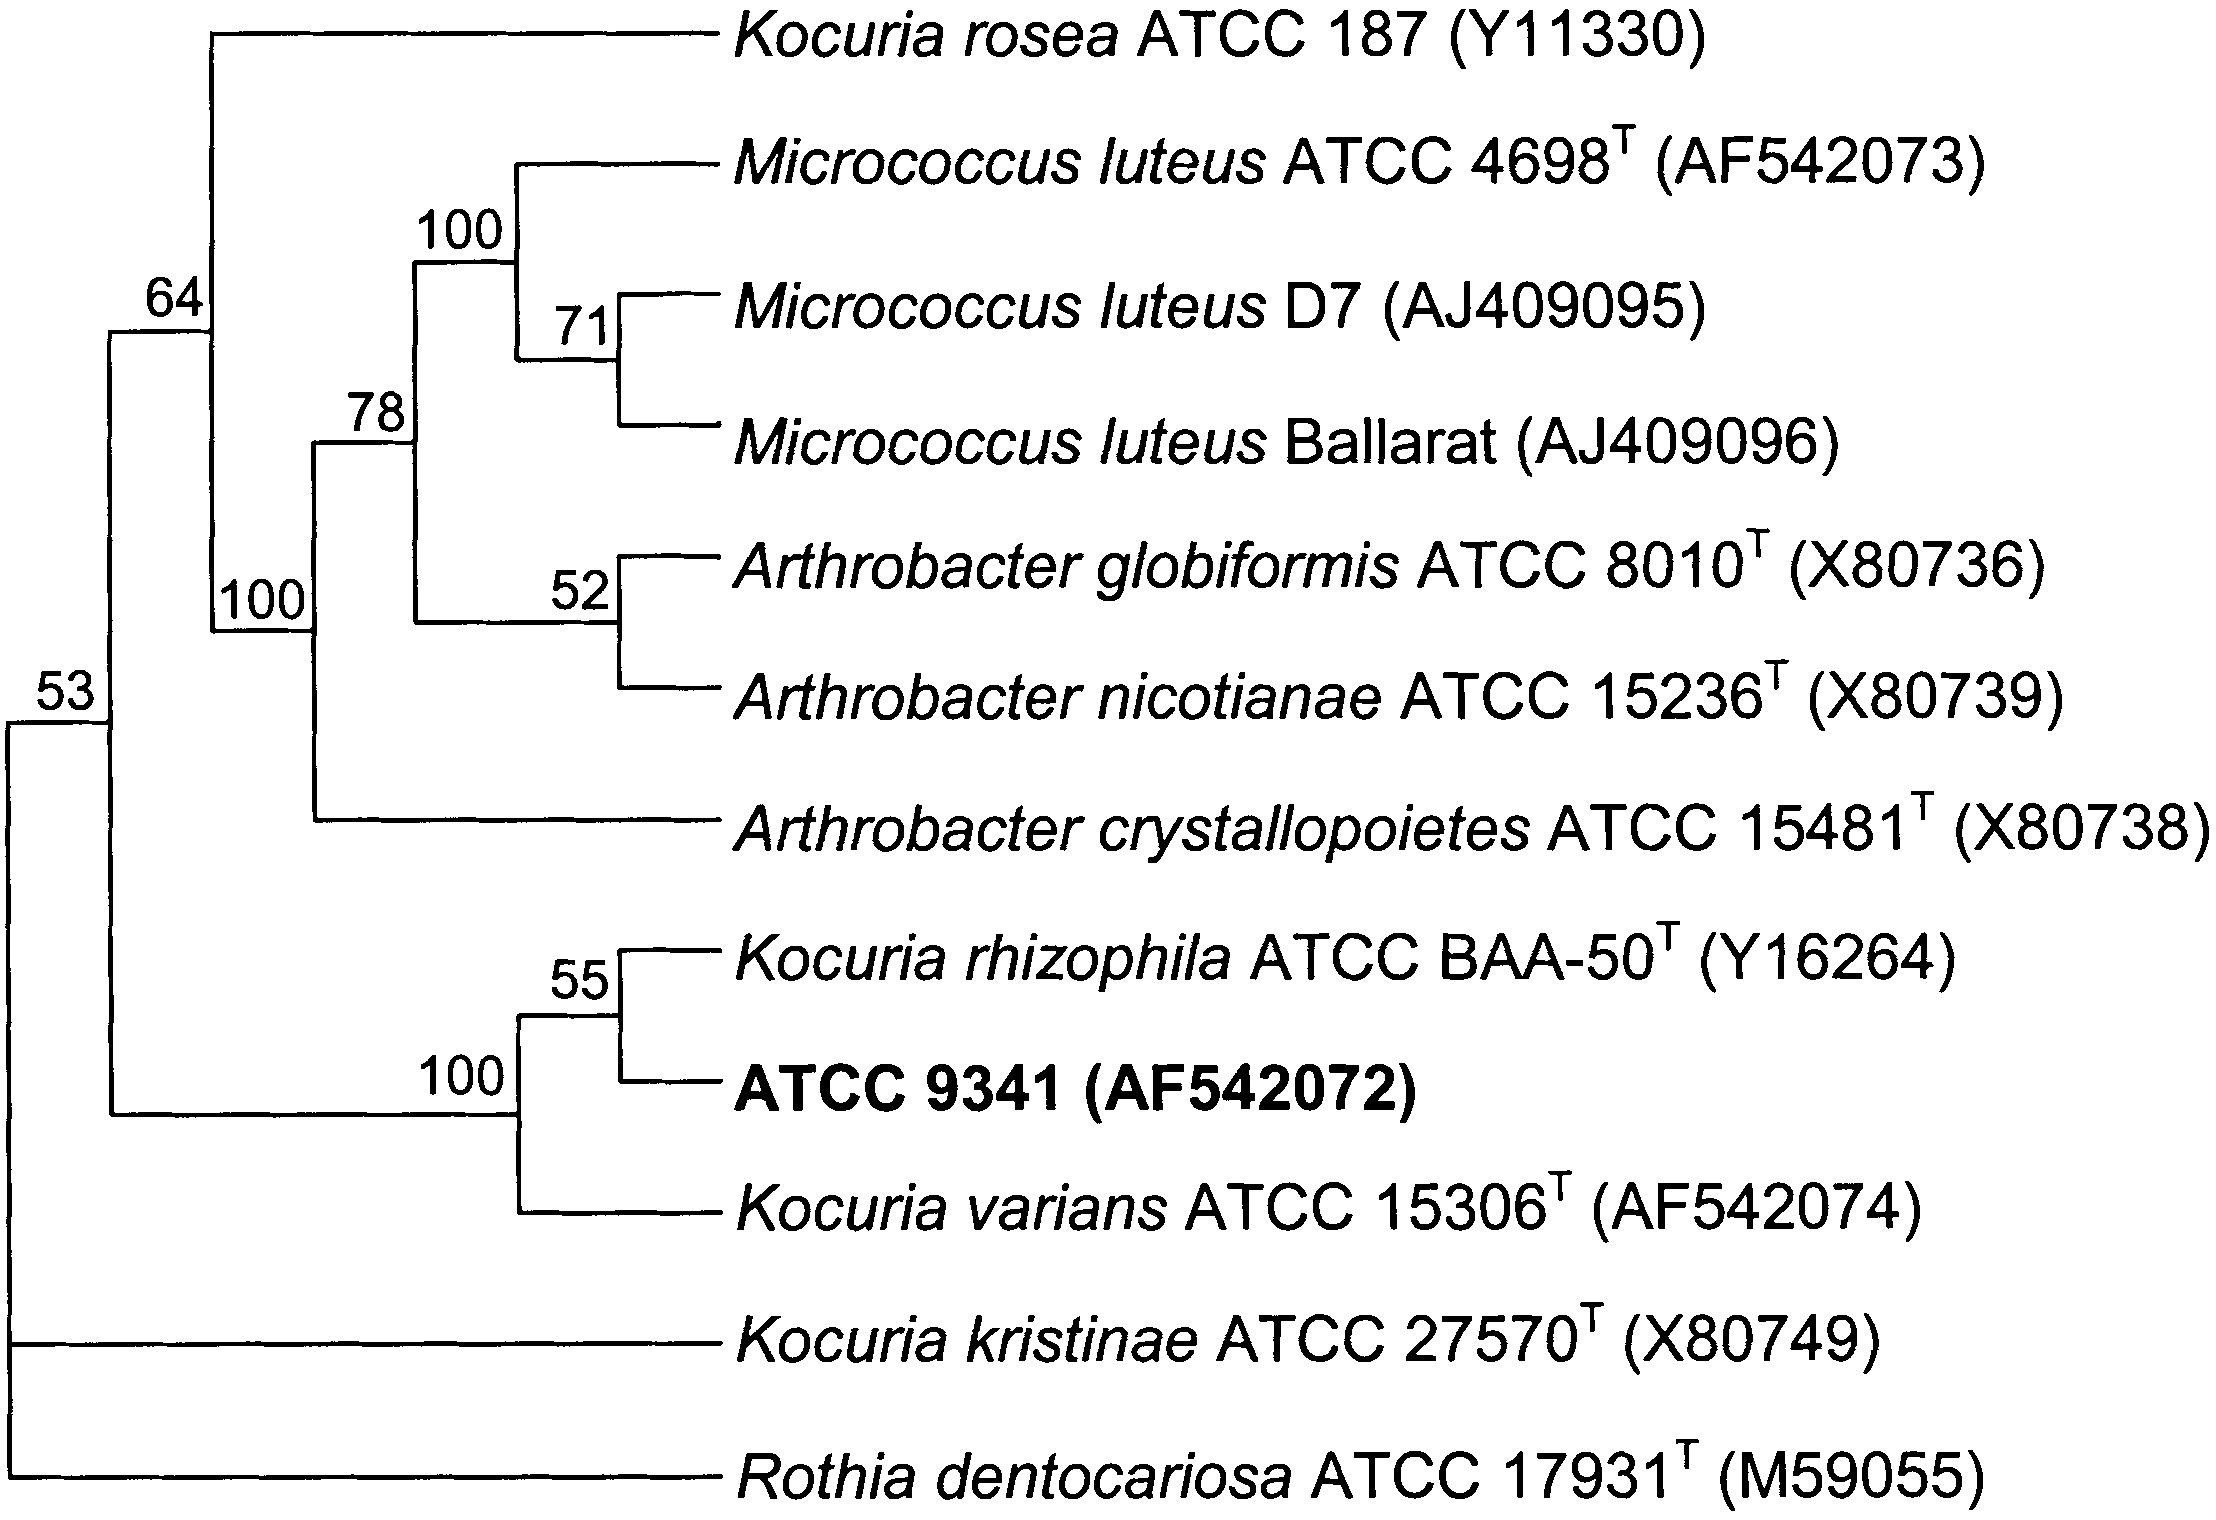 Kocuria rosea ATCC 187 (Y11330)
Micrococcus luteus ATCC 4698ᵀ (AF542073)
100
64
Micrococcus luteus D7 (AJ409095)
71
78
Micrococcus luteus Ballarat (AJ409096)
Arthrobacter globiformis ATCC 8010ᵀ (X80736)
52
100
Arthrobacter nicotianae ATCC 15236ᵀ (X80739)
53
Arthrobacter crystallopoietes ATCC 15481ᵀ (X80738)
Kocuria rhizophila ATCC BAA-50ᵀ (Y16264)
55
100
ATCC 9341 (AF542072)
Kocuria varians ATCC 15306ᵀ (AF542074)
Kocuria kristinae ATCC 27570ᵀ (X80749)
Rothia dentocariosa ATCC 17931ᵀ (M59055)